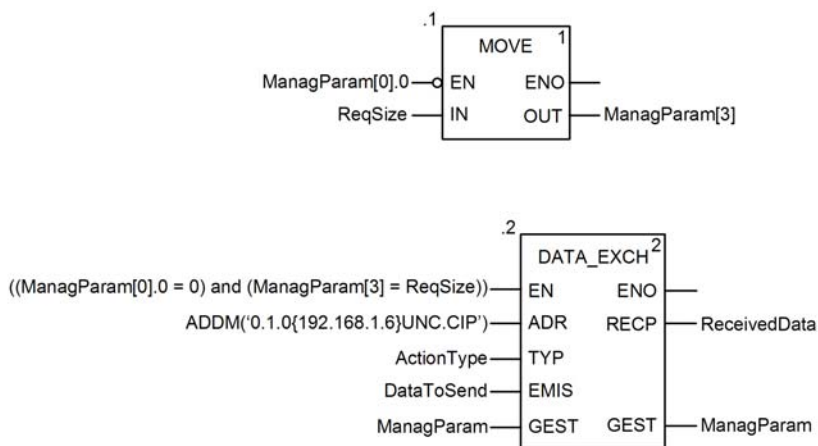 .1
MOVE 1
ManagParam[0].0 EN ENO
ReqSize IN OUT ManagParam[3]
.2
DATA_EXCH 2
((ManagParam[0].0 = 0) and (ManagParam[3] = ReqSize)) EN ENO
ADDM(‘0.1.0{192.168.1.6}UNC.CIP’) ADR RECP ReceivedData
ActionType TYP
DataToSend EMIS
ManagParam GEST GEST ManagParam